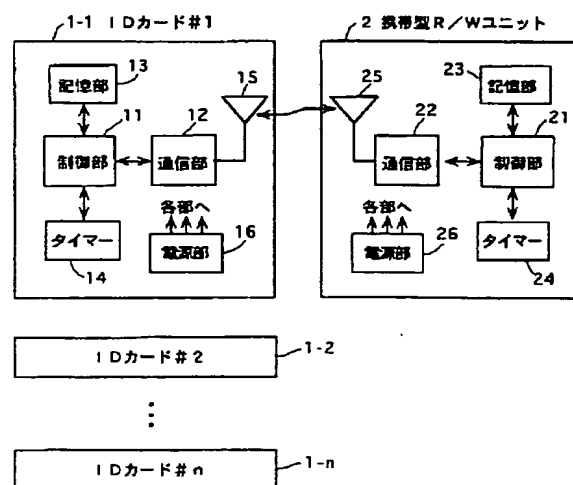 1-1 IDカード#1
13
記憶部
15
11
12
制御部
通信部
各部へ
16
タイマー
電源部
14
2 携帯型R/Wユニット
25
23
記憶部
22
21
通信部
制御部
各部へ
26
電源部
タイマー
24
IDカード#2
1-2
IDカード#n
1-n